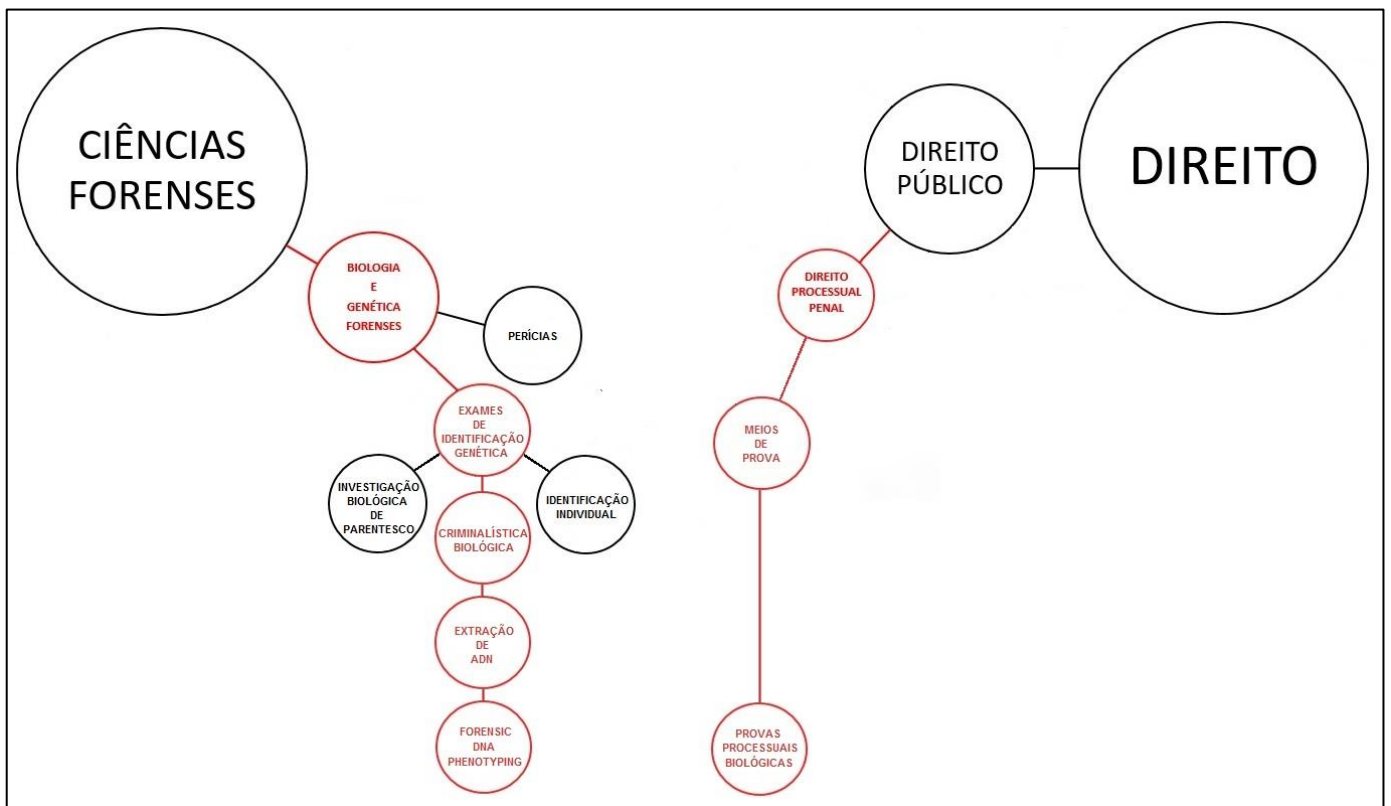 CIÊNCIAS
FORENSES
BIOLOGIA
E
GENÉTICA
FORENSES
PERÍCIAS
EXAMES
DE
IDENTIFICAÇÃO
GENÉTICA
INVESTIGAÇÃO
BIOLÓGICA
DE
PARENTESCO
IDENTIFICAÇÃO
INDIVIDUAL
CRIMINALÍSTICA
BIOLÓGICA
EXTRAÇÃO
DE
ADN
FORENSIC
DNA
PHENOTYPING
DIREITO
DIREITO
PÚBLICO
DIREITO
PROCESSUAL
PENAL
MEIOS
DE
PROVA
PROVAS
PROCESSUAIS
BIOLÓGICAS